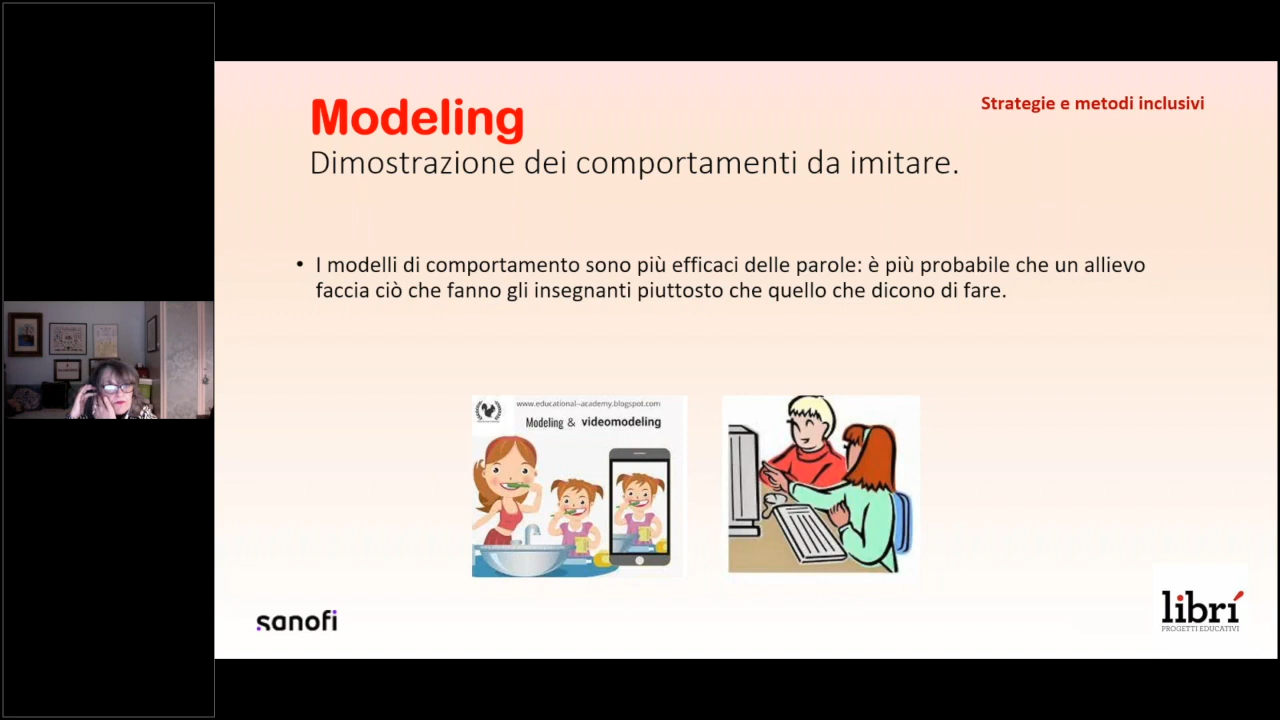 Modeling
Strategie e metodi inclusivi
Dimostrazione dei comportamenti da imitare.
• I modelli di comportamento sono più efficaci delle parole: è più probabile che un allievo
faccia ciò che fanno gli insegnanti piuttosto che quello che dicono di fare.
www.educational-academy.blogspot.com
Modeling & videomodeling
sanofi
librí
PROGETTI EDUCATIVI